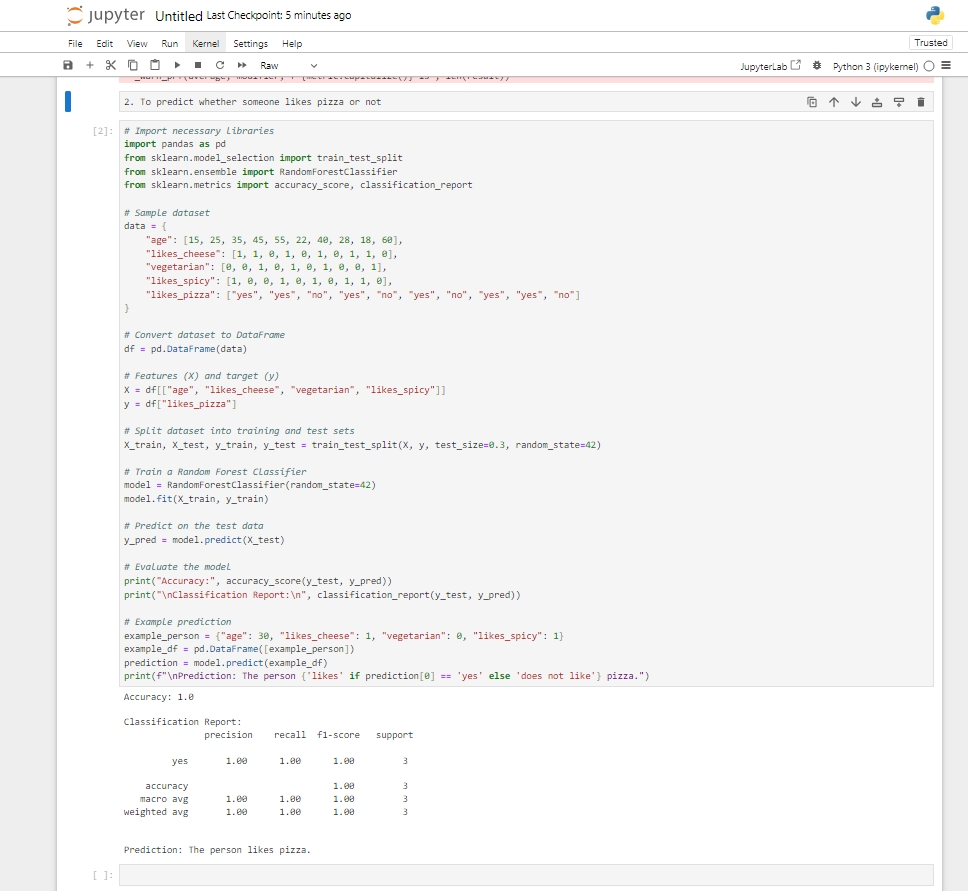 jupyter Untitled Last Checkpoint: 5 minutes ago
File Edit View Run Kernel Settings Help
Trusted
Raw
JupyterLab Python 3 (ipykernel)
2. To predict whether someone likes pizza or not
[2]:
# Import necessary libraries
import pandas as pd
from sklearn.model_selection import train_test_split
from sklearn.ensemble import RandomForestClassifier
from sklearn.metrics import accuracy_score, classification_report
# Sample dataset
data = {
"age": [15, 25, 35, 45, 55, 22, 40, 28, 18, 60],
"likes_cheese": [1, 1, 0, 1, 0, 1, 0, 1, 1, 0],
"vegetarian": [0, 0, 1, 0, 1, 0, 1, 0, 0, 1],
"likes_spicy": [1, 0, 0, 1, 0, 1, 0, 1, 1, 0],
"likes_pizza": ["yes", "yes", "no", "yes", "no", "yes", "no", "yes", "yes", "no"]
}
# Convert dataset to DataFrame
df = pd.DataFrame(data)
# Features (X) and target (y)
X = df[["age", "likes_cheese", "vegetarian", "likes_spicy"]]
y = df["likes_pizza"]
# Split dataset into training and test sets
X_train, X_test, y_train, y_test = train_test_split(X, y, test_size=0.3, random_state=42)
# Train a Random Forest Classifier
model = RandomForestClassifier(random_state=42)
model.fit(X_train, y_train)
# Predict on the test data
y_pred = model.predict(X_test)
# Evaluate the model
print("Accuracy:", accuracy_score(y_test, y_pred))
print("\nClassification Report:\n", classification_report(y_test, y_pred))
# Example prediction
example_person = {"age": 30, "likes_cheese": 1, "vegetarian": 0, "likes_spicy": 1}
example_df = pd.DataFrame([example_person])
prediction = model.predict(example_df)
print(f"\nPrediction: The person {'likes' if prediction[0] == 'yes' else 'does not like'} pizza.")
Accuracy: 1.0
Classification Report:
precision recall f1-score support
yes 1.00 1.00 1.00 3
accuracy 1.00 3
macro avg 1.00 1.00 1.00 3
weighted avg 1.00 1.00 1.00 3
Prediction: The person likes pizza.
[ ]: